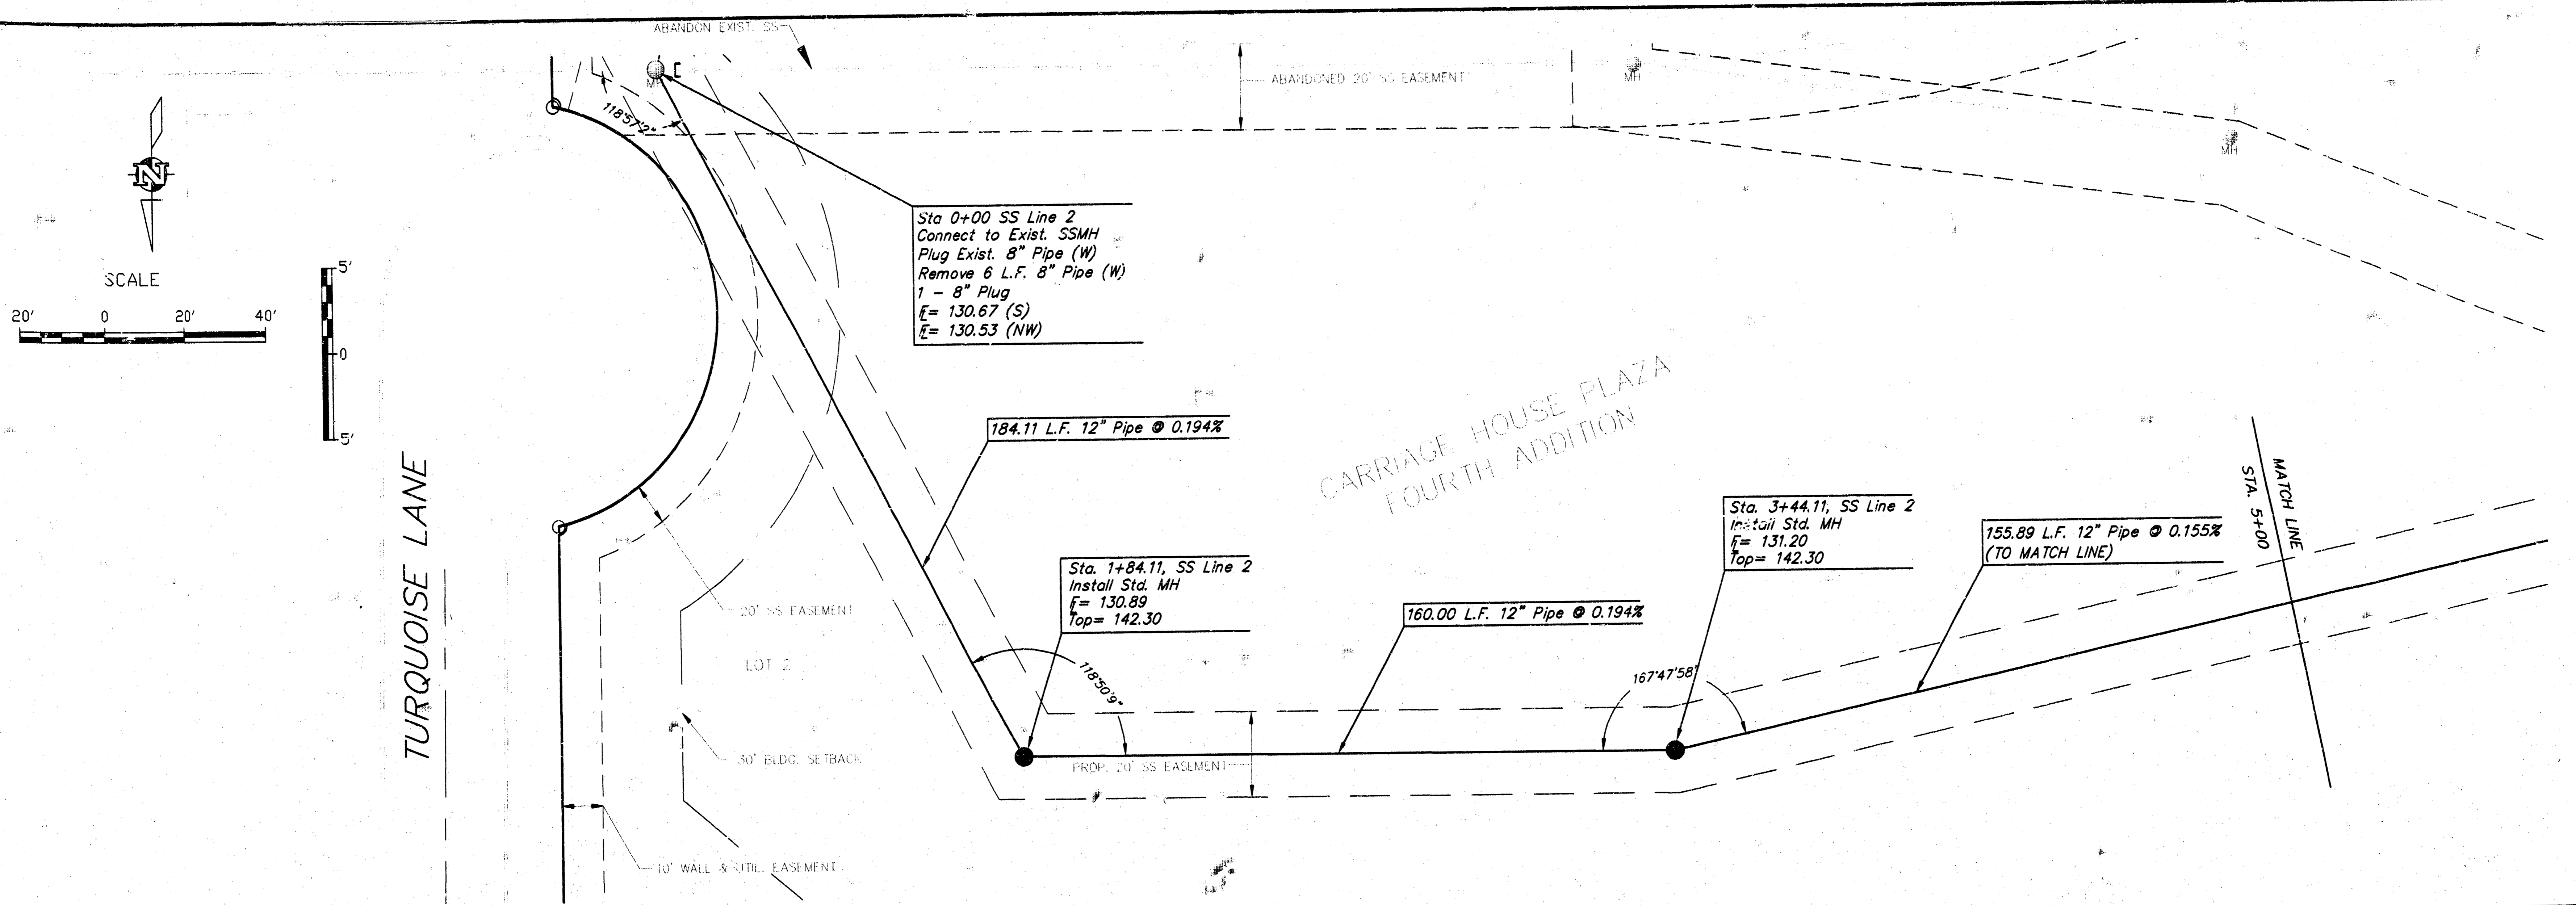 ABANDON EXIST. SS
MH
ABANDONED 20' SS EASEMENT
MH
MH
118°57'2"
N
SCALE
20' 0 20' 40'
5'
0
5'
Sta 0+00 SS Line 2
Connect to Exist. SSMH
Plug Exist. 8" Pipe (W)
Remove 6 L.F. 8" Pipe (W)
1 - 8" Plug
FL= 130.67 (S)
FL= 130.53 (NW)
TURQUOISE LANE
184.11 L.F. 12" Pipe @ 0.194%
CARRIAGE HOUSE PLAZA
FOURTH ADDITION
Sta. 1+84.11, SS Line 2
Install Std. MH
FL= 130.89
Top= 142.30
160.00 L.F. 12" Pipe @ 0.194%
Sta. 3+44.11, SS Line 2
Install Std. MH
FL= 131.20
Top= 142.30
155.89 L.F. 12" Pipe @ 0.155%
(TO MATCH LINE)
MATCH LINE
STA. 5+00
20' SS EASEMENT
LOT 2
30' BLDG. SETBACK
10' WALL & UTIL. EASEMENT
118°50'9"
167°47'58"
PROP. 20' SS EASEMENT